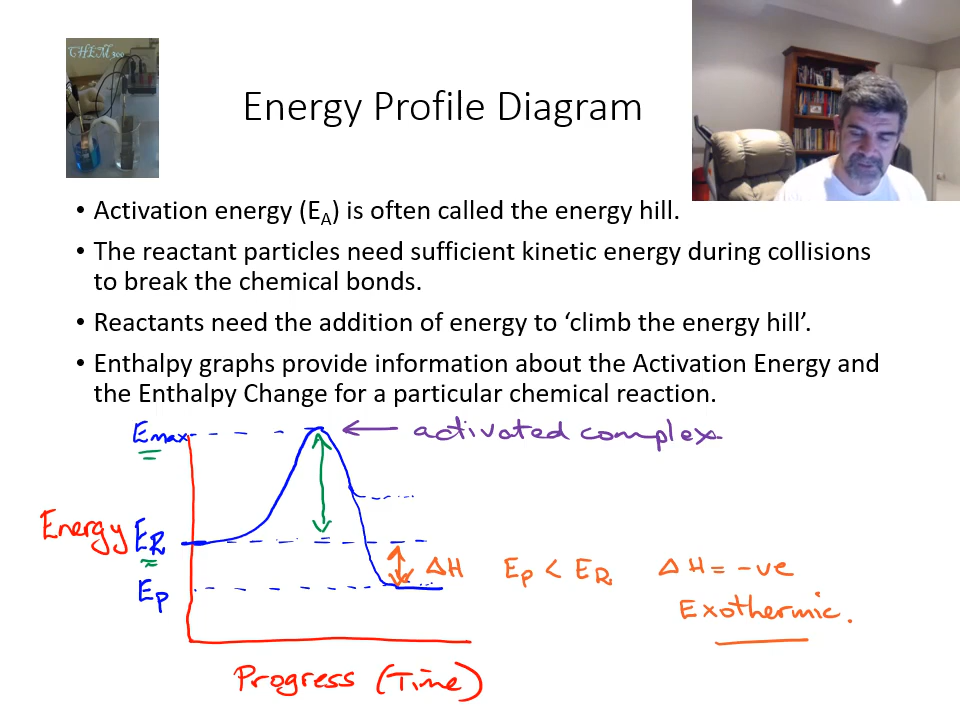 CHEM300
Energy Profile Diagram
• Activation energy (EA) is often called the energy hill.
• The reactant particles need sufficient kinetic energy during collisions
to break the chemical bonds.
• Reactants need the addition of energy to ‘climb the energy hill’.
• Enthalpy graphs provide information about the Activation Energy and
the Enthalpy Change for a particular chemical reaction.
Emax
activated complex
Energy
ER
ΔH
EP < ER
ΔH = -ve
EP
Exothermic.
Progress (Time)